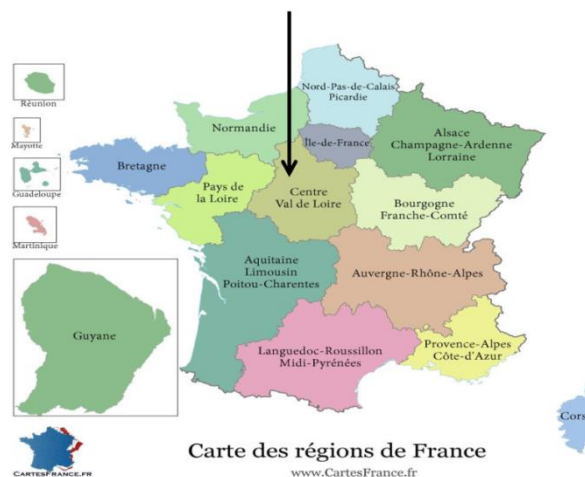 Nord-Pas-de-Calais
Picardie
Réunion
Normandie
Île-de-France
Alsace
Champagne-Ardenne
Lorraine
Mayotte
Bretagne
Pays de
la Loire
Centre
Val de Loire
Bourgogne
Franche-Comté
Guadeloupe
Martinique
Aquitaine
Limousin
Poitou-Charentes
Auvergne-Rhône-Alpes
Guyane
Languedoc-Roussillon
Midi-Pyrénées
Provence-Alpes
Côte-d'Azur
Cors
CartesFrance.fr
Carte des régions de France
www.CartesFrance.fr